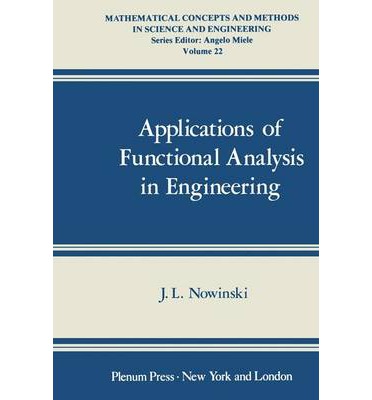 MATHEMATICAL CONCEPTS AND METHODS
IN SCIENCE AND ENGINEERING
Series Editor: Angelo Miele
Volume 22
Applications of
Functional Analysis
in Engineering
J. L. Nowinski
Plenum Press · New York and London